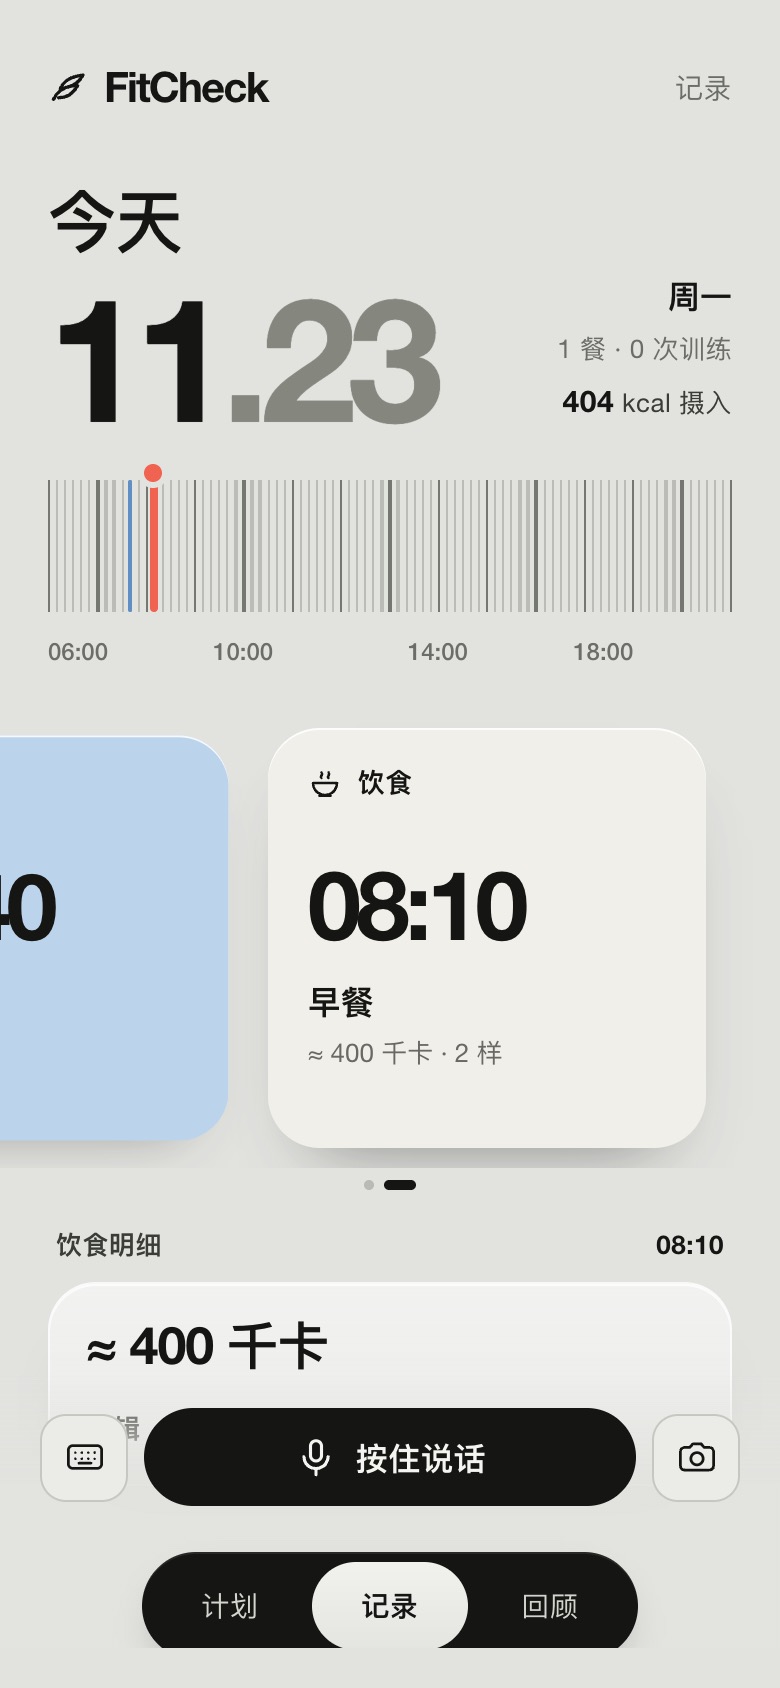 FitCheck
记录
今天
11.23
周一
1 餐 · 0 次训练
404 kcal 摄入
06:00 10:00 14:00 18:00
饮食
40
08:10
早餐
≈ 400 千卡 · 2 样
饮食明细
08:10
≈ 400 千卡
辑
按住说话
计划
记录
回顾